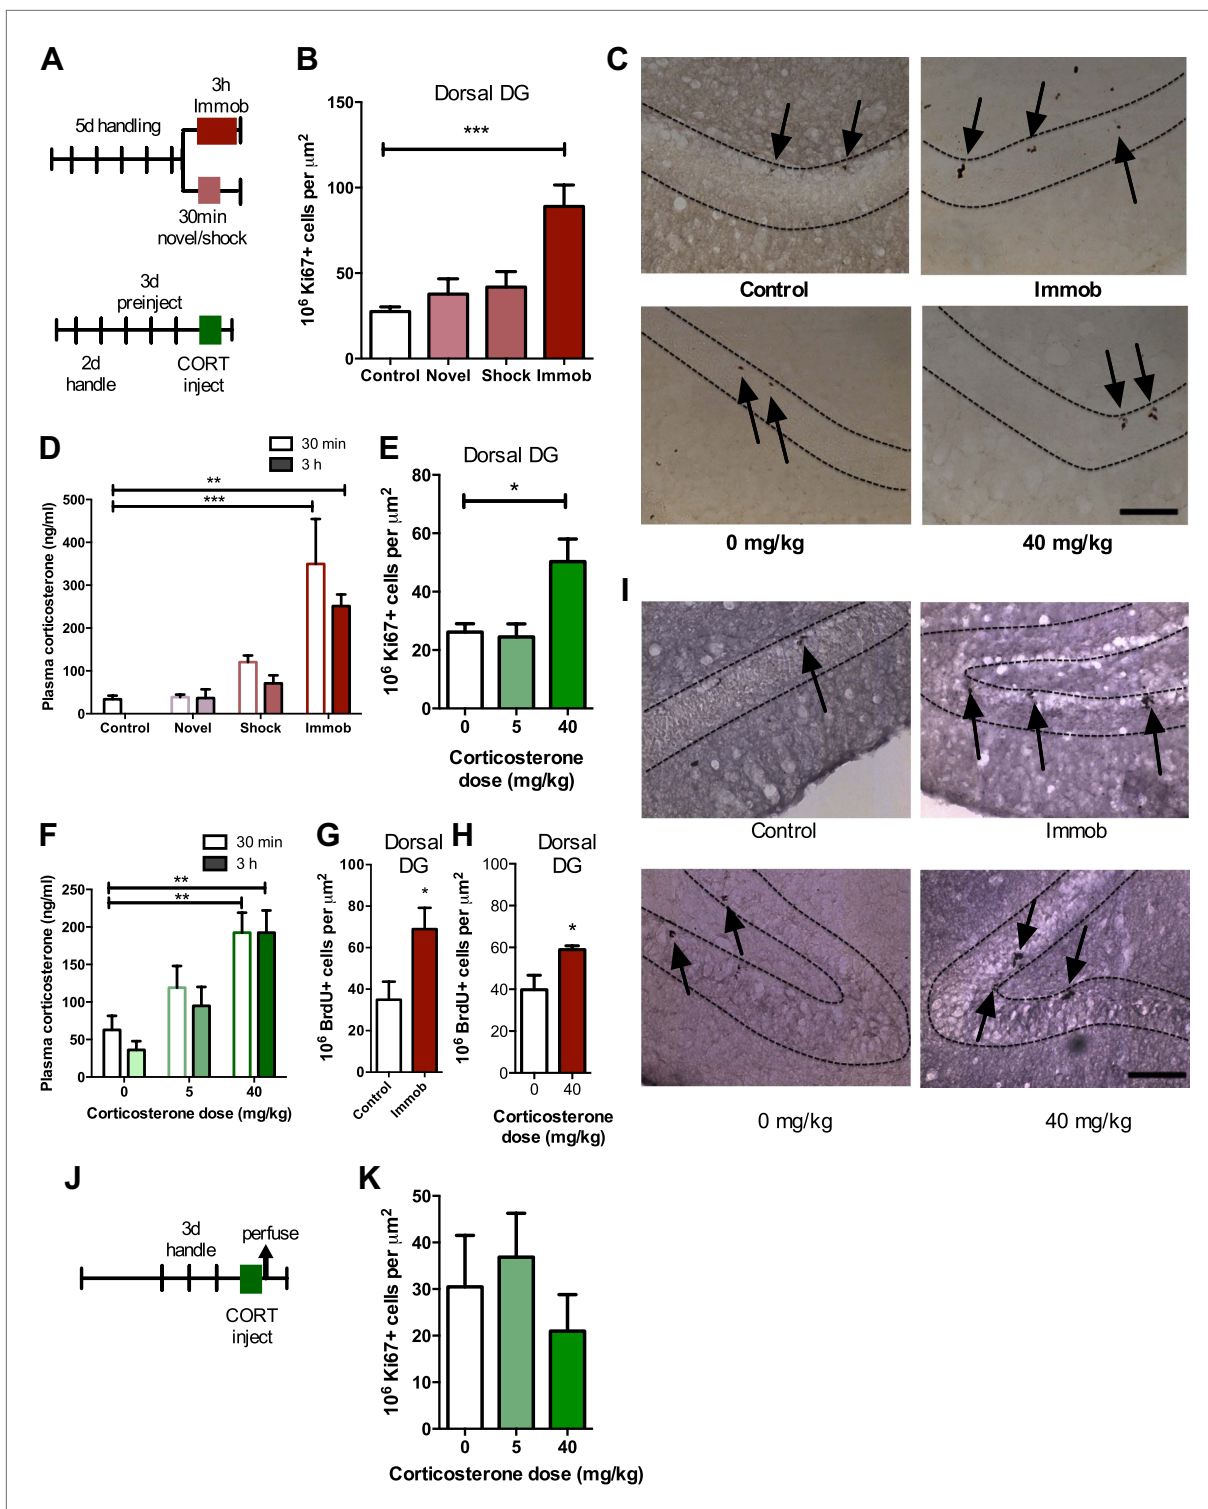 A
3h
Immob
5d handling
30min
novel/shock
3d
preinject
2d
handle
CORT
inject
B
Dorsal DG
***
10⁶ Ki67+ cells per μm²
150
100
50
0
Control Novel Shock Immob
C
Control
Immob
0 mg/kg
40 mg/kg
D
30 min
3 h
**
***
Plasma corticosterone (ng/ml)
500
400
300
200
100
0
Control Novel Shock Immob
E
Dorsal DG
*
10⁶ Ki67+ cells per μm²
80
60
40
20
0
0 5 40
Corticosterone
dose (mg/kg)
F
30 min
3 h
**
**
Plasma corticosterone (ng/ml)
250
200
150
100
50
0
0 5 40
Corticosterone dose (mg/kg)
G
Dorsal
DG
*
10⁶ BrdU+ cells per μm²
100
80
60
40
20
0
Control Immob
H
Dorsal
DG
*
10⁶ BrdU+ cells per μm²
100
80
60
40
20
0
0 40
Corticosterone
dose (mg/kg)
I
Control
Immob
0 mg/kg
40 mg/kg
J
3d
handle
perfuse
CORT
inject
K
10⁶ Ki67+ cells per μm²
50
40
30
20
10
0
0 5 40
Corticosterone dose (mg/kg)